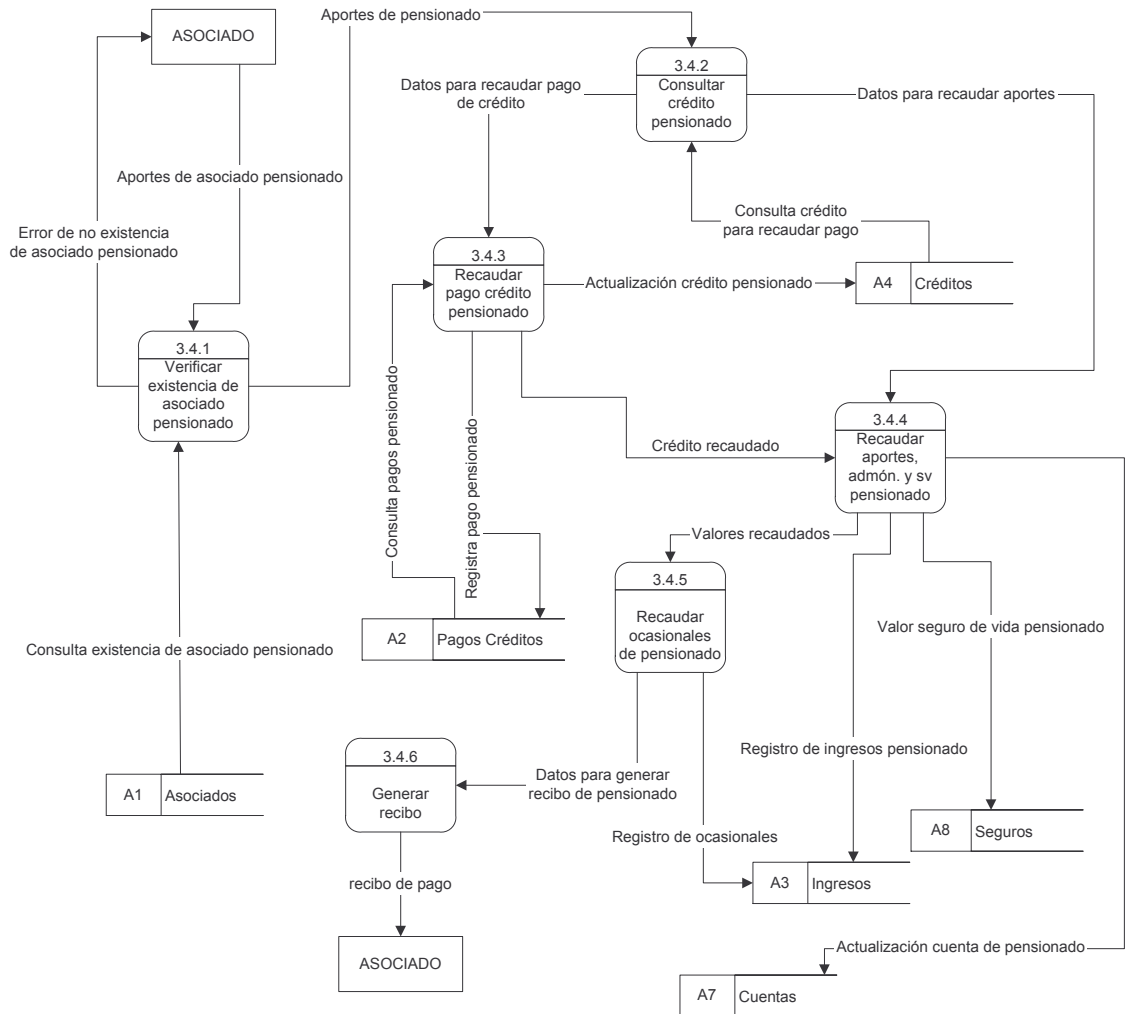 Aportes de pensionado
ASOCIADO
3.4.2
Consultar
crédito
pensionado
Datos para recaudar pago
de crédito
Datos para recaudar aportes
Aportes de asociado pensionado
Error de no existencia
de asociado pensionado
Consulta crédito
para recaudar pago
3.4.3
Recaudar
pago crédito
pensionado
Actualización crédito pensionado
A4
Créditos
3.4.1
Verificar
existencia de
asociado
pensionado
Consulta pagos pensionado
Registra pago pensionado
3.4.4
Recaudar
aportes,
admón. y sv
pensionado
Crédito recaudado
Valores recaudados
3.4.5
Recaudar
ocasionales
de pensionado
A2
Pagos Créditos
Valor seguro de vida pensionado
Consulta existencia de asociado pensionado
3.4.6
Generar
recibo
Datos para generar
recibo de pensionado
Registro de ingresos pensionado
A1
Asociados
Registro de ocasionales
A8
Seguros
recibo de pago
A3
Ingresos
ASOCIADO
Actualización cuenta de pensionado
A7
Cuentas